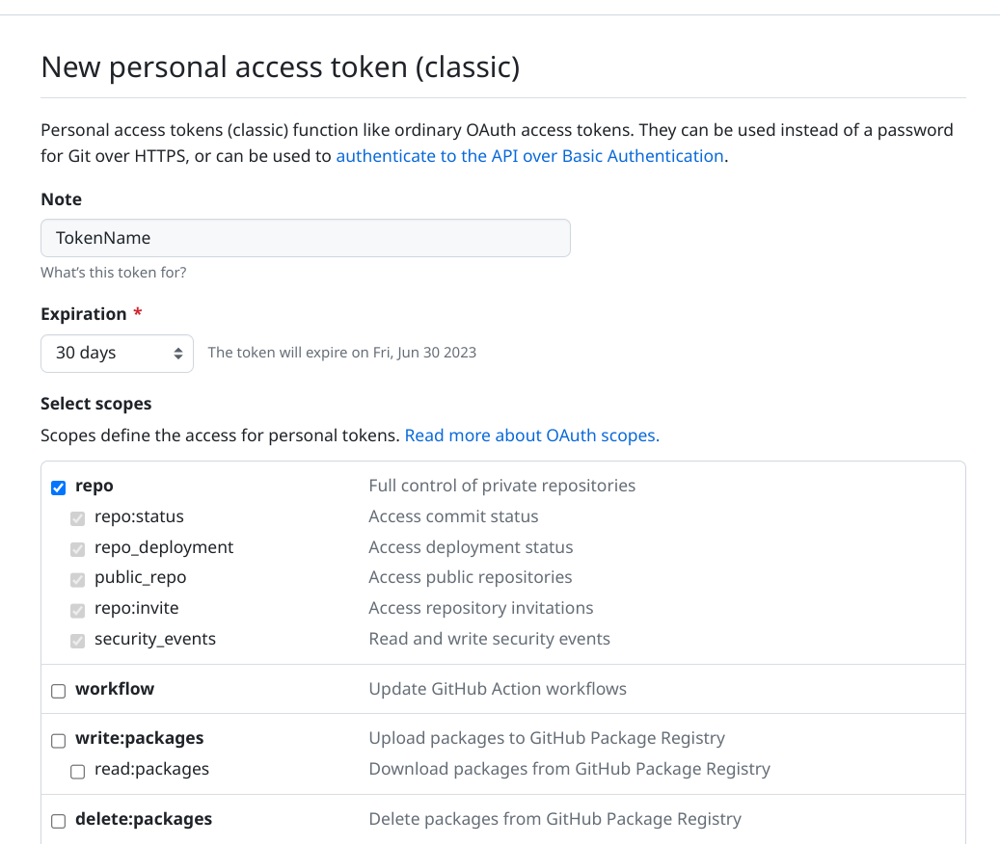 New personal access token (classic)
Personal access tokens (classic) function like ordinary OAuth access tokens. They can be used instead of a password
for Git over HTTPS, or can be used to authenticate to the API over Basic Authentication.
Note
TokenName
What's this token for?
Expiration *
30 days The token will expire on Fri, Jun 30 2023
Select scopes
Scopes define the access for personal tokens. Read more about OAuth scopes.
repo Full control of private repositories
repo:status Access commit status
repo_deployment Access deployment status
public_repo Access public repositories
repo:invite Access repository invitations
security_events Read and write security events
workflow Update GitHub Action workflows
write:packages Upload packages to GitHub Package Registry
read:packages Download packages from GitHub Package Registry
delete:packages Delete packages from GitHub Package Registry